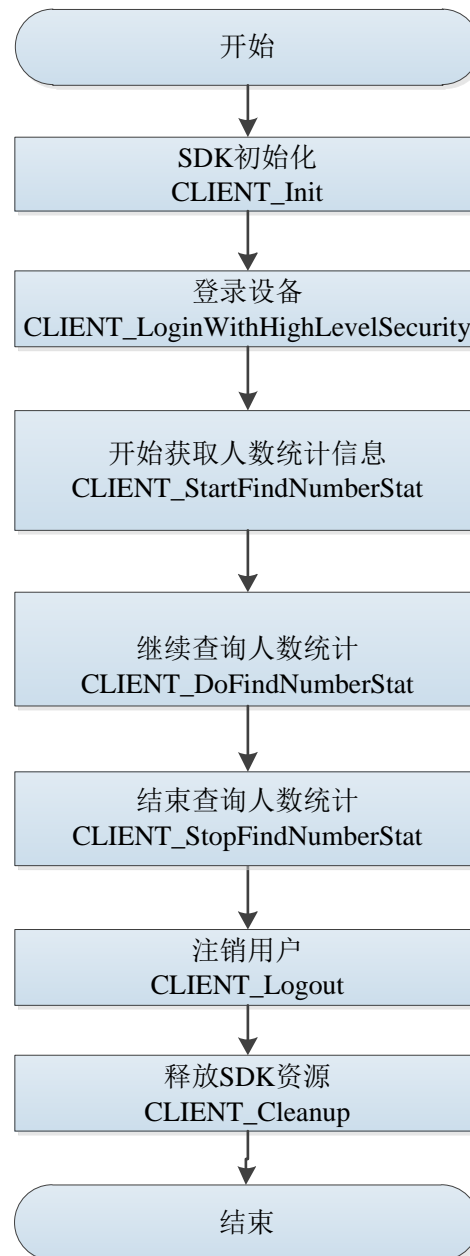 开始
SDK初始化
CLIENT_Init
登录设备
CLIENT_LoginWithHighLevelSecurity
开始获取人数统计信息
CLIENT_StartFindNumberStat
继续查询人数统计
CLIENT_DoFindNumberStat
结束查询人数统计
CLIENT_StopFindNumberStat
注销用户
CLIENT_Logout
释放SDK资源
CLIENT_Cleanup
结束